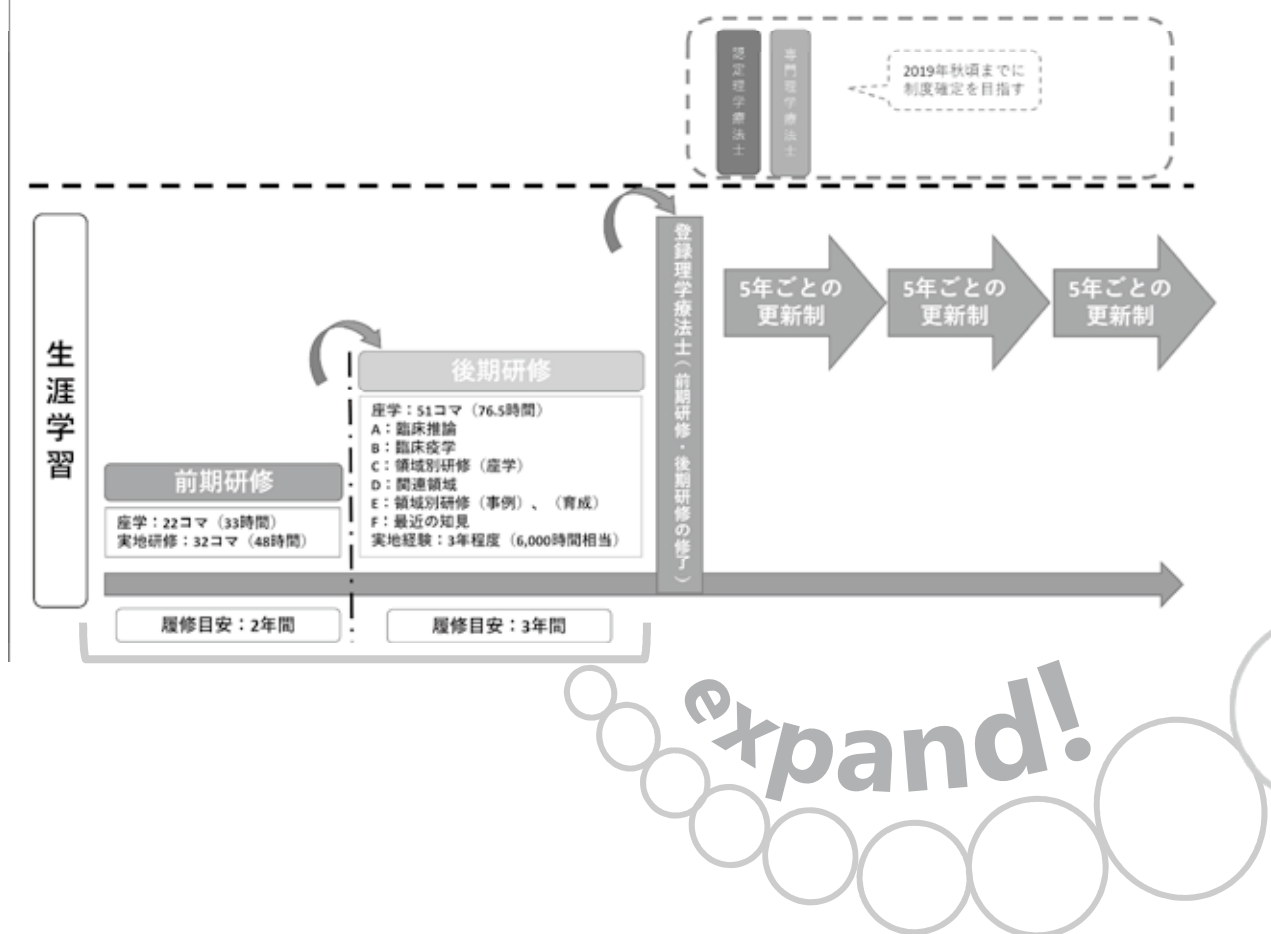 認定理学療法士
専門理学療法士
2019年秋頃までに
制度確定を目指す
生涯学習
前期研修
座学：22コマ（33時間）
実地研修：32コマ（48時間）
履修目安：2年間
後期研修
座学：51コマ（76.5時間）
A：臨床推論
B：臨床疫学
C：領域別研修（座学）
D：関連領域
E：領域別研修（事例）、（育成）
F：最近の知見
実地経験：3年程度（6,000時間相当）
履修目安：3年間
登録理学療法士（前期研修・後期研修の修了）
5年ごとの
更新制
5年ごとの
更新制
5年ごとの
更新制
expand!